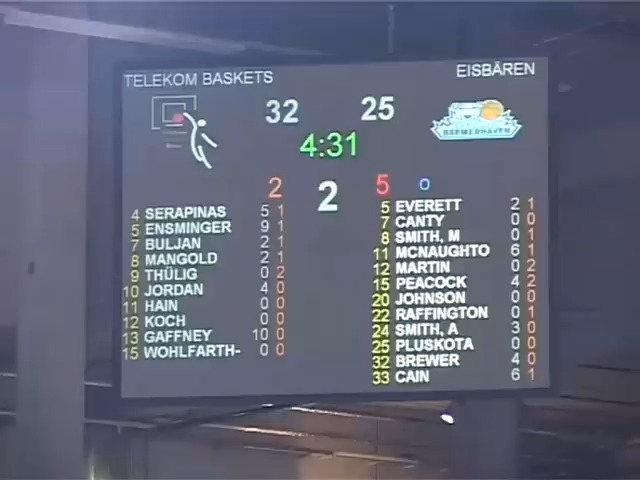 TELEKOM BASKETS EISBÄREN
32 25
BREMERHAVEN
4:31
2 2 5 0
4 SERAPINAS 5 1
5 ENSMINGER 9 1
7 BULJAN 2 1
8 MANGOLD 2 1
9 THÜLIG 0 2
10 JORDAN 4 0
11 HAIN 0 0
12 KOCH 0 0
13 GAFFNEY 10 0
15 WOHLFARTH- 0 0
5 EVERETT 2 1
7 CANTY 0 0
8 SMITH, M 0 1
11 MCNAUGHTO 6 1
12 MARTIN 0 2
15 PEACOCK 4 2
20 JOHNSON 0 0
22 RAFFINGTON 0 1
24 SMITH, A 3 0
25 PLUSKOTA 0 0
32 BREWER 4 0
33 CAIN 6 1